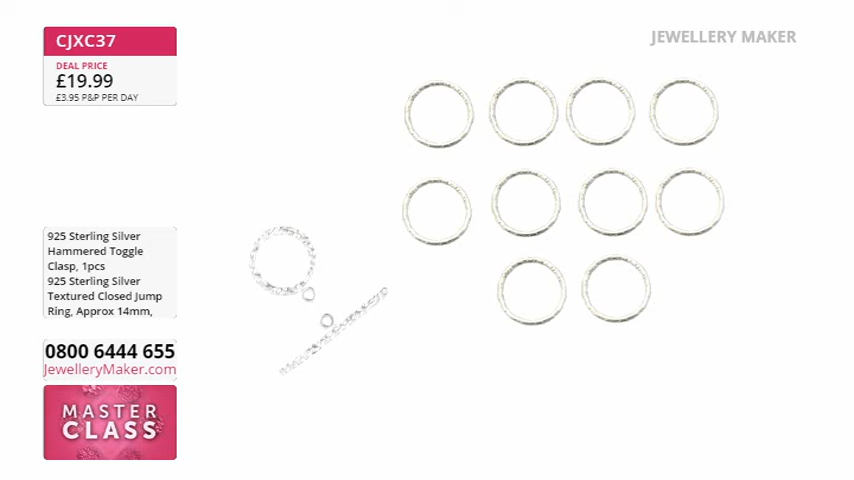 CJXC37
DEAL PRICE
£19.99
£3.95 P&P PER DAY
JEWELLERY MAKER
925 Sterling Silver
Hammered Toggle
Clasp, 1pcs
925 Sterling Silver
Textured Closed Jump
Ring, Approx 14mm,
0800 6444 655
JewelleryMaker.com
MASTER
CLASS